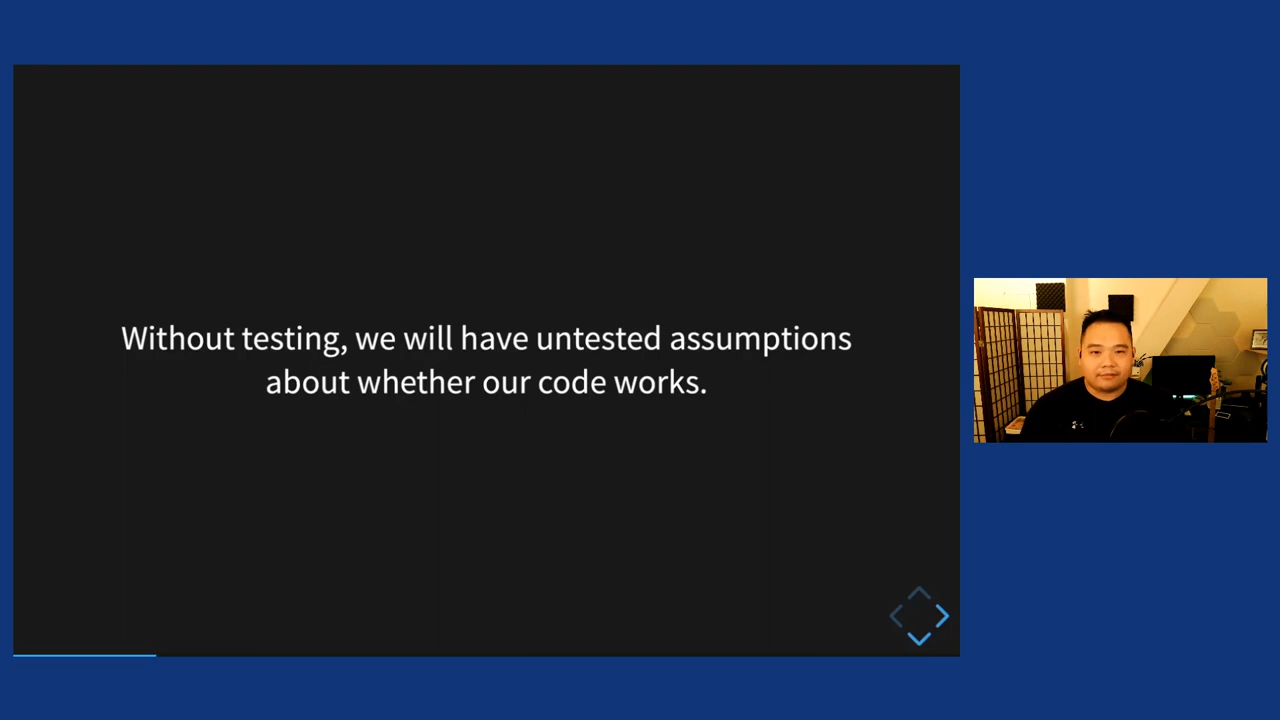 Without testing, we will have untested assumptions
about whether our code works.